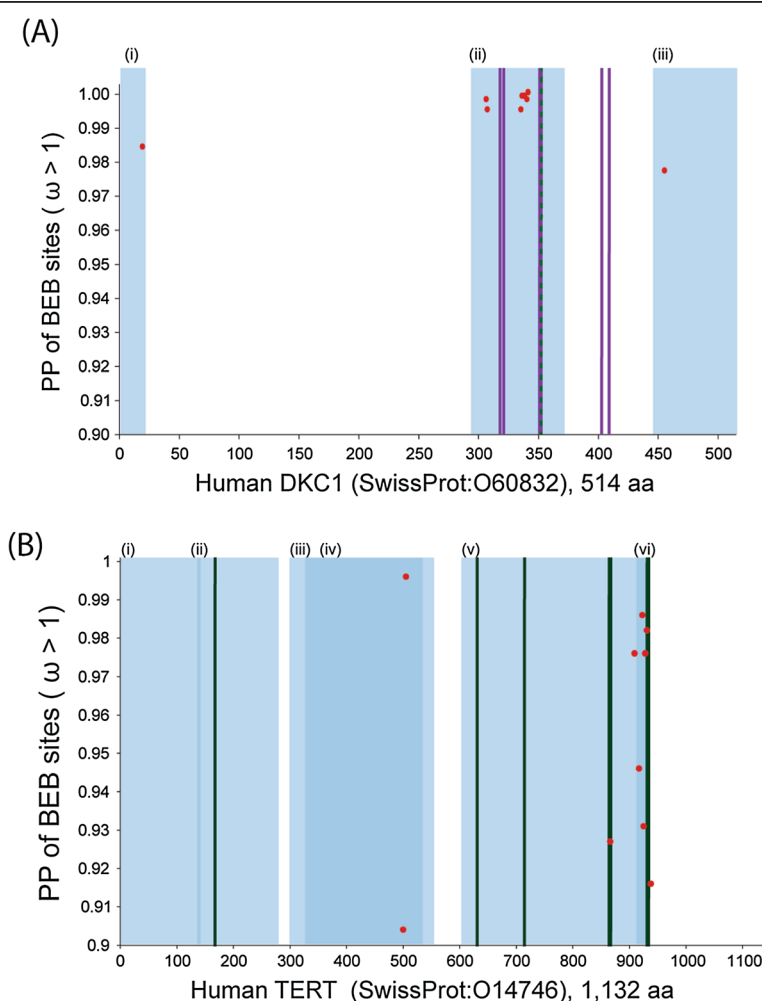 (A)
(i) (ii) (iii)
1.00
0.99
0.98
0.97
0.96
0.95
0.94
0.93
0.92
0.91
0.90
PP of BEB sites ( ω > 1)
0 50 100 150 200 250 300 350 400 450 500
Human DKC1 (SwissProt:O60832), 514 aa
(B)
(i) (ii) (iii) (iv) (v) (vi)
1
0.99
0.98
0.97
0.96
0.95
0.94
0.93
0.92
0.91
0.9
PP of BEB sites ( ω > 1)
0 100 200 300 400 500 600 700 800 900 1000 1100
Human TERT (SwissProt:O14746), 1,132 aa